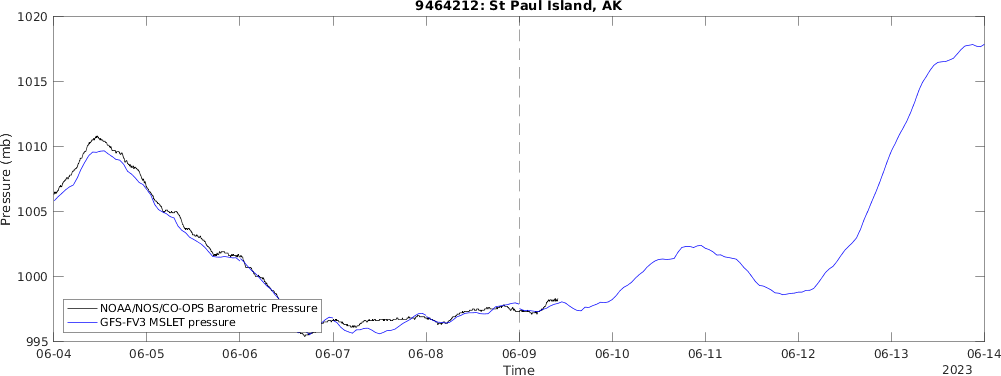 9464212: St Paul Island, AK
1020
1015
1010
1005
1000
995
Pressure (mb)
NOAA/NOS/CO-OPS Barometric Pressure
GFS-FV3 MSLET pressure
06-04 06-05 06-06 06-07 06-08 06-09 06-10 06-11 06-12 06-13 06-14
Time
2023